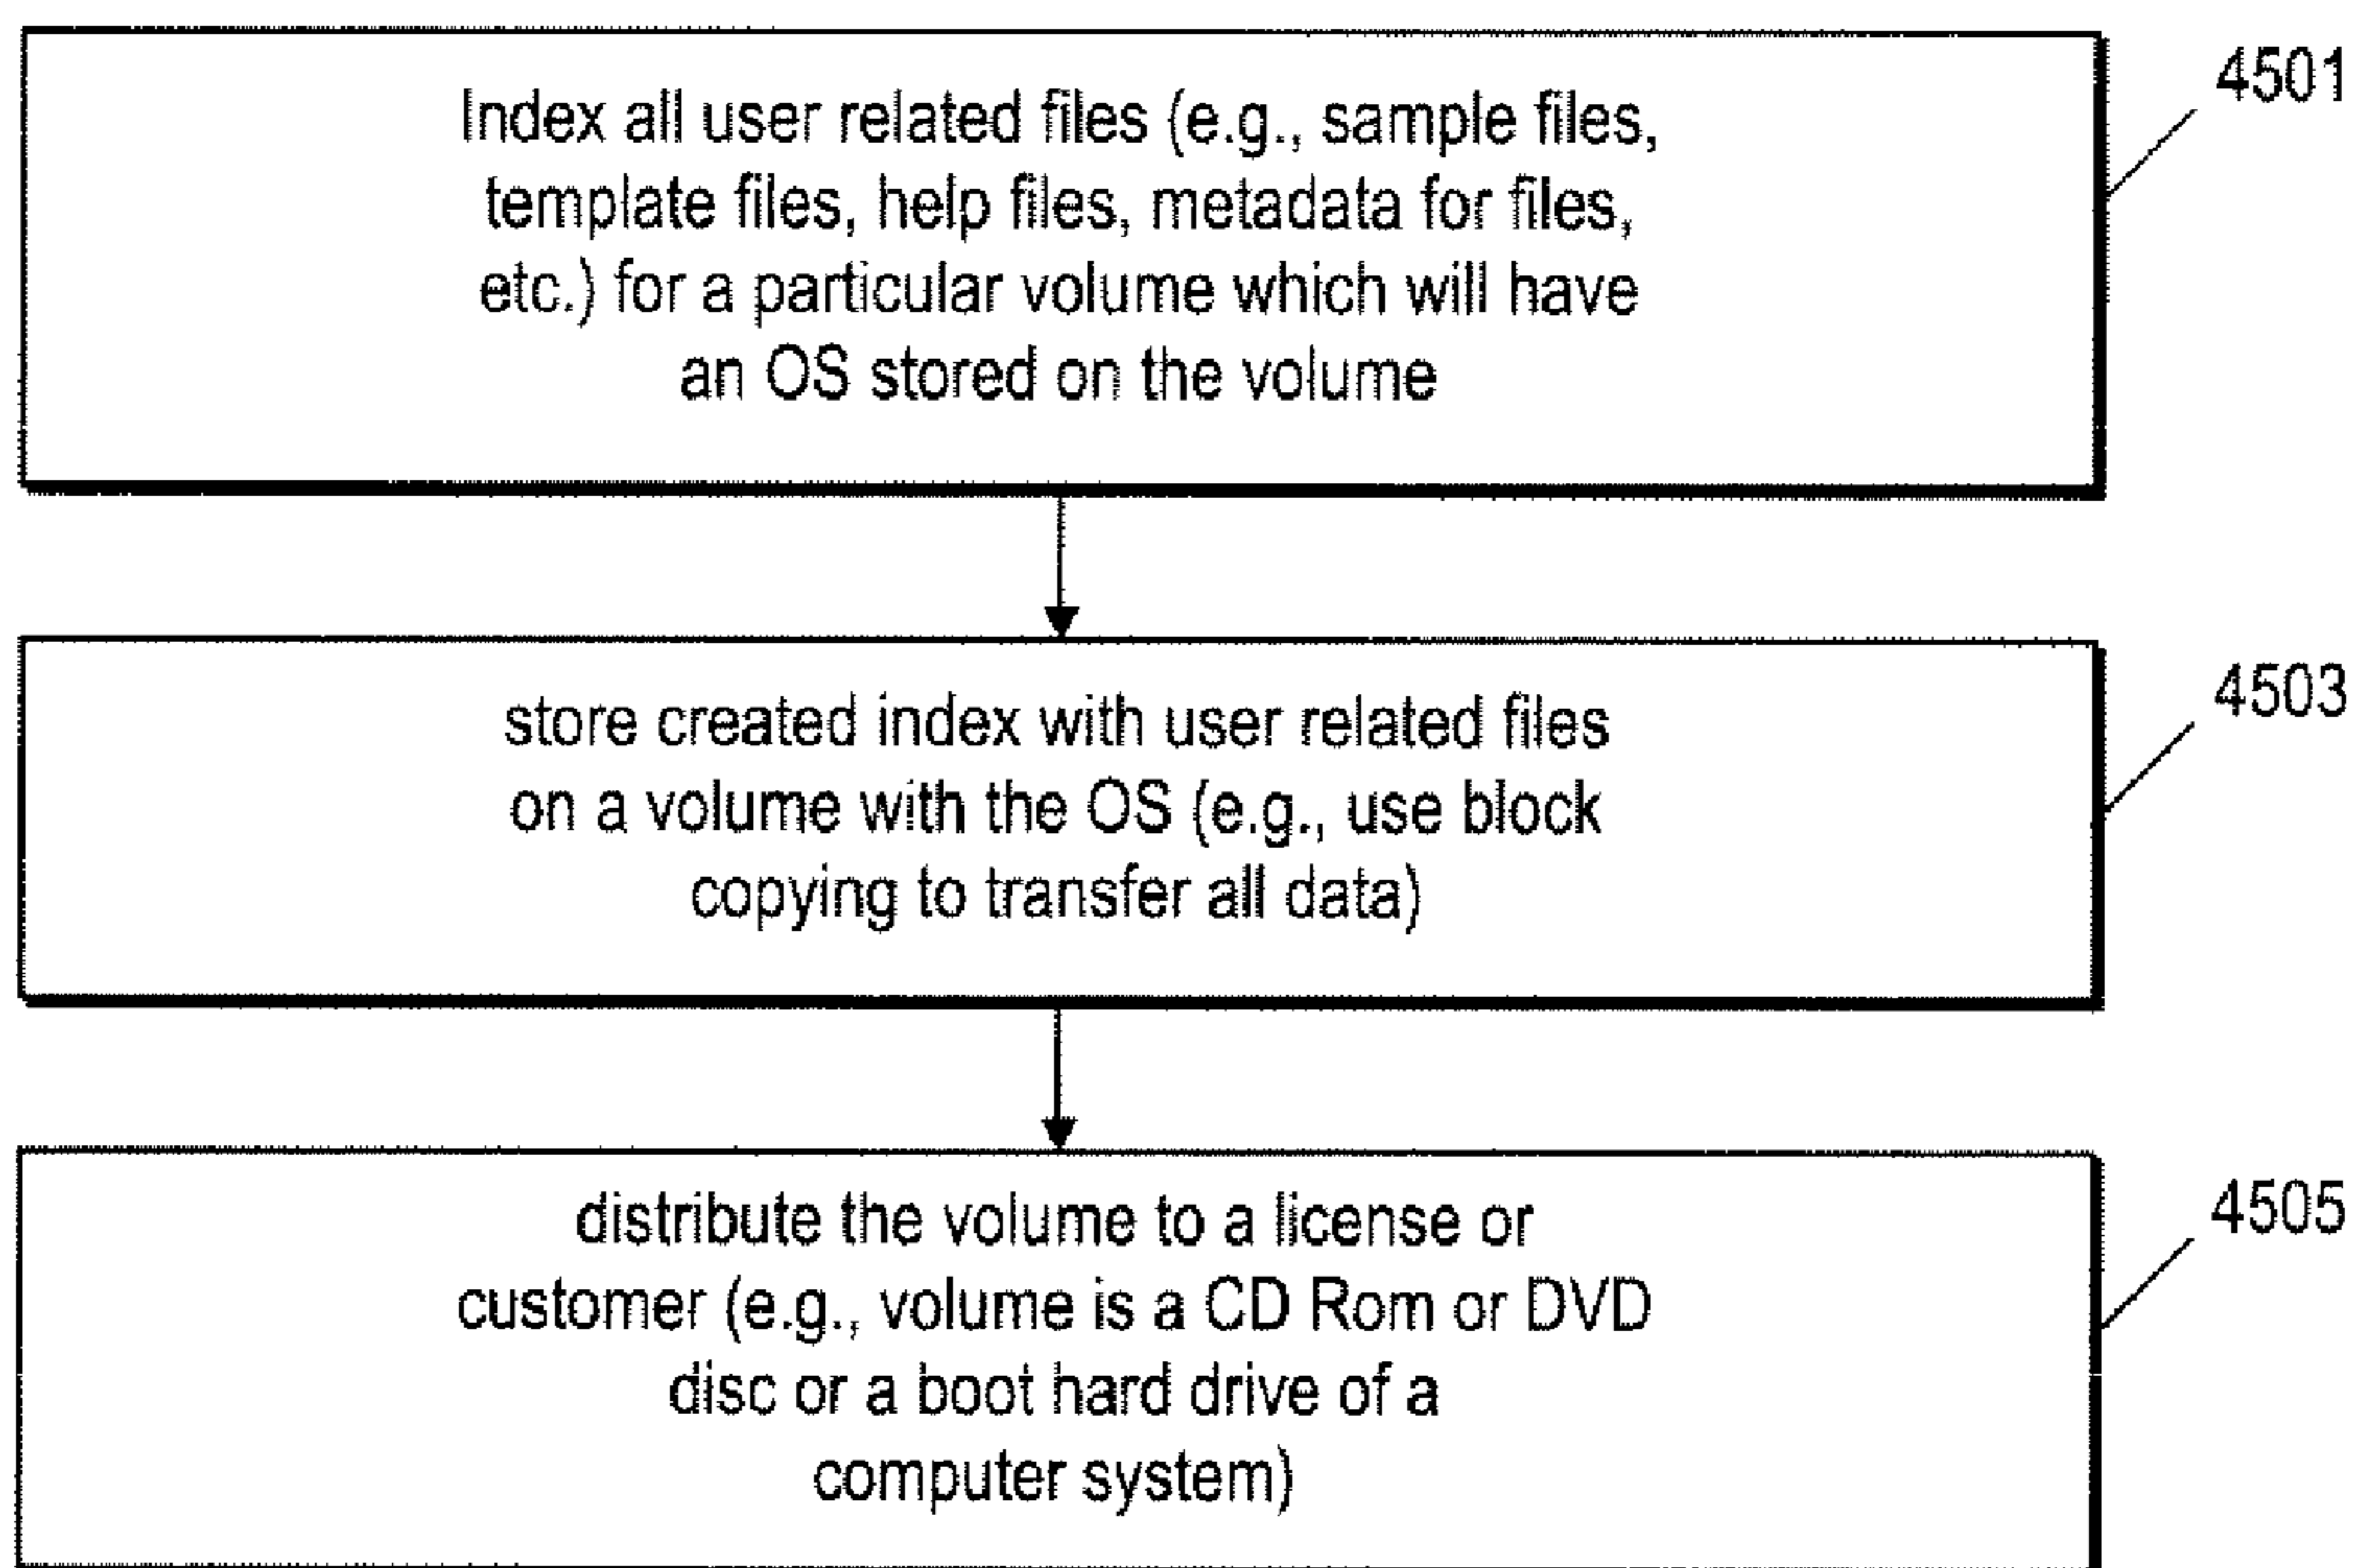 Index all user related files (e.g., sample files,
template files, help files, metadata for files,
etc.) for a particular volume which will have
an OS stored on the volume
4501
store created index with user related files
on a volume with the OS (e.g., use block
copying to transfer all data)
4503
distribute the volume to a license or
customer (e.g., volume is a CD Rom or DVD
disc or a boot hard drive of a
computer system)
4505